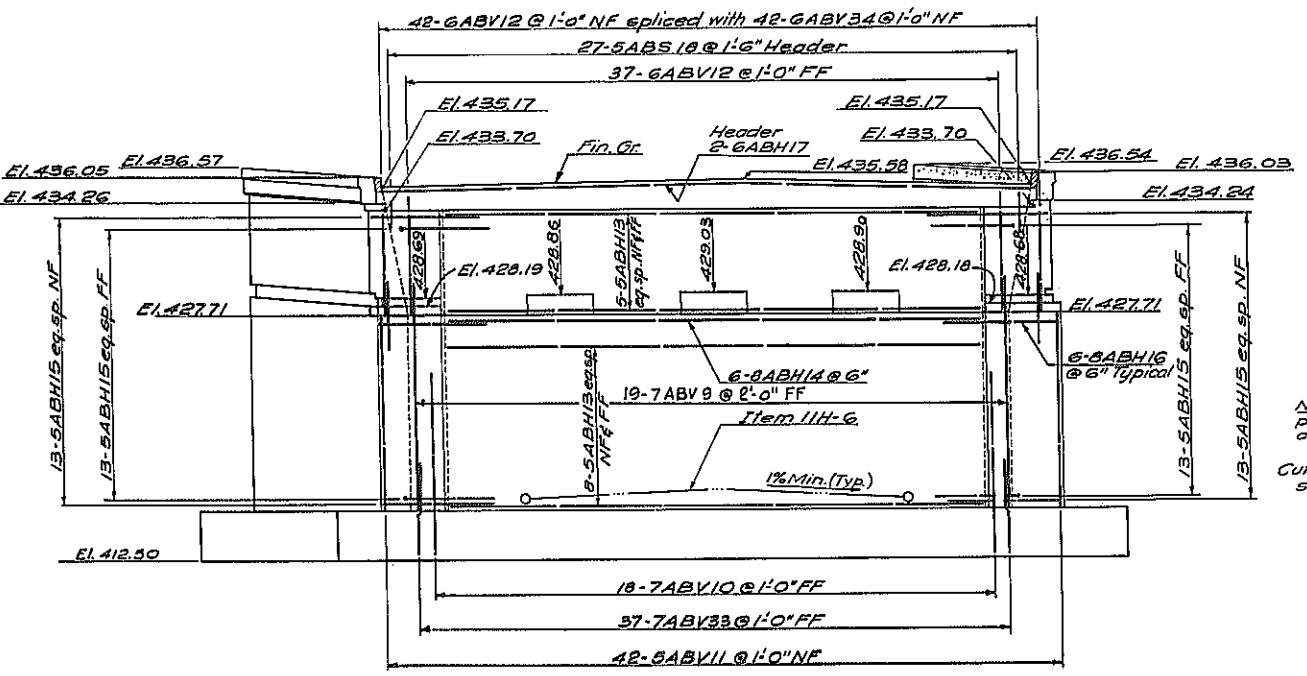 42-6ABV12 @ 1'-0" NF spliced with 42-6ABV34 @ 1'-0" NF
27-5ABS18 @ 1'-6" Header
37-6ABV12 @ 1'-0" FF
El. 435.17
El. 435.17
El. 433.70
Header
2-6ABH17
El. 433.70
Fin. Gr.
El. 436.05
El. 436.57
El. 435.58
El. 436.54
El. 436.03
El. 434.26
El. 434.24
13-5ABH15 eq. sp. NF
13-5ABH15 eq. sp. FF
428.69
El. 428.19
428.86
5-5ABH13
eq. sp. NF & FF
429.03
428.90
El. 428.18
428.68
13-5ABH15 eq. sp. FF
13-5ABH15 eq. sp. NF
El. 427.71
El. 427.71
6-8ABH14 @ 6"
6-8ABH16
@ 6" Typical
19-7ABV9 @ 2'-0" FF
8-5ABH13 eq. sp.
NF & FF
Item 11H-6
1% Min. (Typ.)
El. 412.50
18-7ABV10 @ 1'-0" FF
37-7ABV33 @ 1'-0" FF
42-5ABV11 @ 1'-0" NF